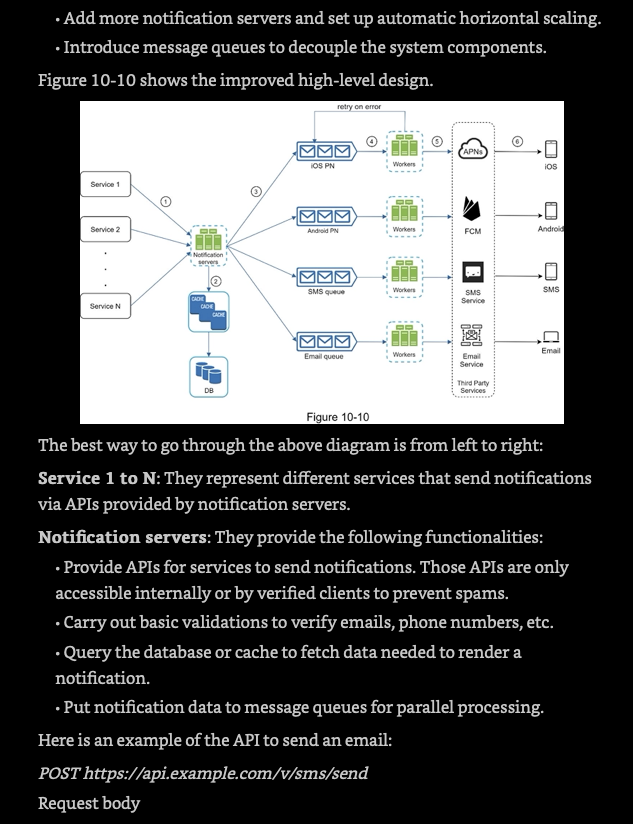 • Add more notification servers and set up automatic horizontal scaling.
• Introduce message queues to decouple the system components.
Figure 10-10 shows the improved high-level design.
retry on error
Service 1
Service 2
Service N
1
Notification
servers
2
CACHE
CACHE
CACHE
DB
3
iOS PN
Android PN
SMS queue
Email queue
4
Workers
Workers
Workers
Workers
5
APNs
FCM
SMS
Service
Email
Service
Third Party
Services
6
iOS
Android
SMS
Email
Figure 10-10
The best way to go through the above diagram is from left to right:
Service 1 to N: They represent different services that send notifications
via APIs provided by notification servers.
Notification servers: They provide the following functionalities:
• Provide APIs for services to send notifications. Those APIs are only
accessible internally or by verified clients to prevent spams.
• Carry out basic validations to verify emails, phone numbers, etc.
• Query the database or cache to fetch data needed to render a
notification.
• Put notification data to message queues for parallel processing.
Here is an example of the API to send an email:
POST https://api.example.com/v/sms/send
Request body